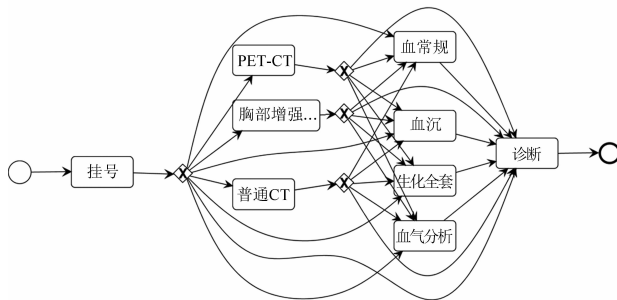 挂号
PET-CT
胸部增强...
普通CT
血常规
血沉
生化全套
血气分析
诊断